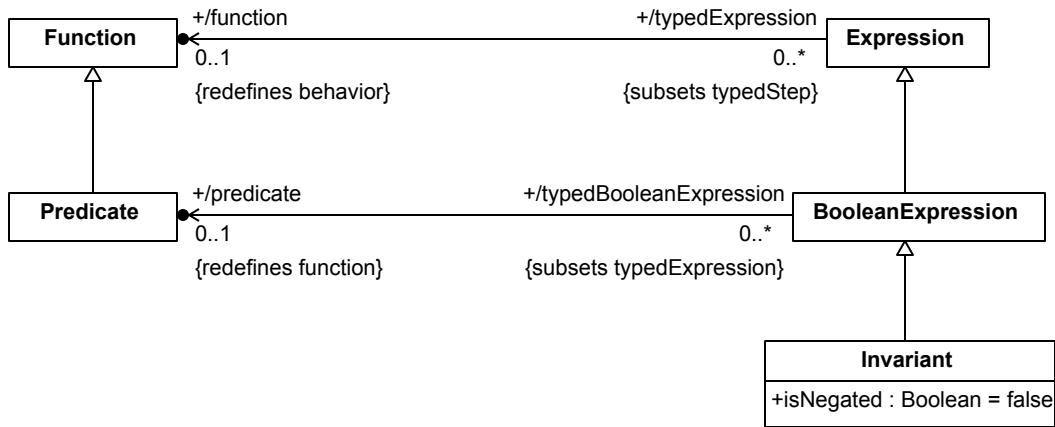 +/function
+/typedExpression
Function
Expression
0..1
0..*
{redefines behavior}
{subsets typedStep}
+/predicate
+/typedBooleanExpression
Predicate
BooleanExpression
0..1
0..*
{redefines function}
{subsets typedExpression}
Invariant
+isNegated : Boolean = false